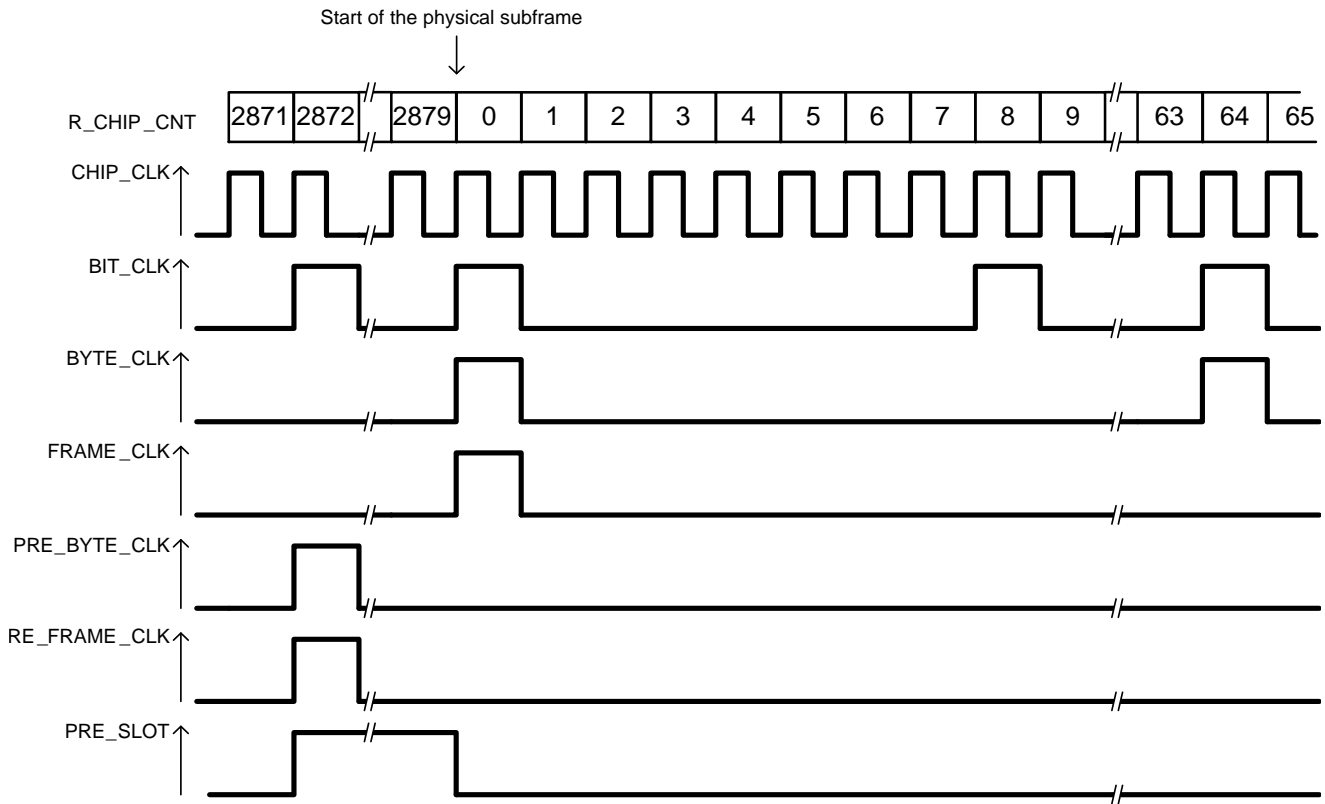 Start of the physical subframe
R_CHIP_CNT 2871 2872 2879 0 1 2 3 4 5 6 7 8 9 63 64 65
CHIP_CLK
BIT_CLK
BYTE_CLK
FRAME_CLK
PRE_BYTE_CLK
RE_FRAME_CLK
PRE_SLOT